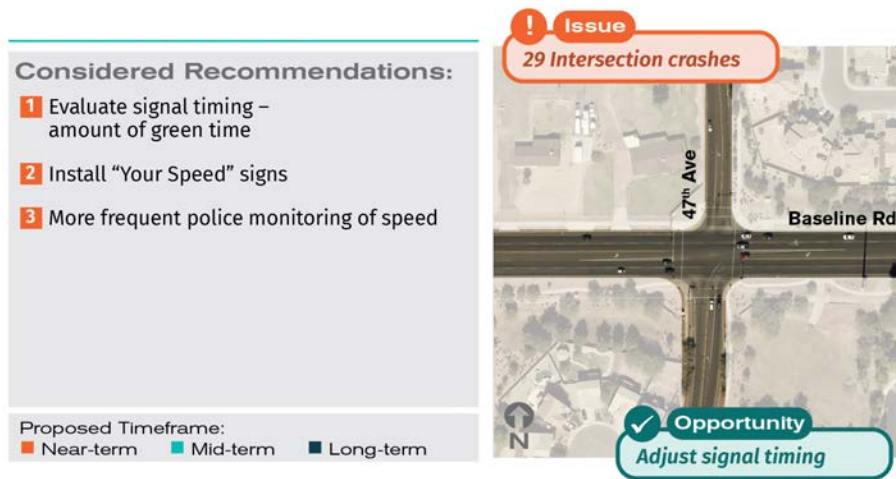 Considered Recommendations:
1 Evaluate signal timing –
amount of green time
2 Install “Your Speed” signs
3 More frequent police monitoring of speed
Proposed Timeframe:
Near-term Mid-term Long-term
! Issue
29 Intersection crashes
47th Ave
Baseline Rd
N
Opportunity
Adjust signal timing